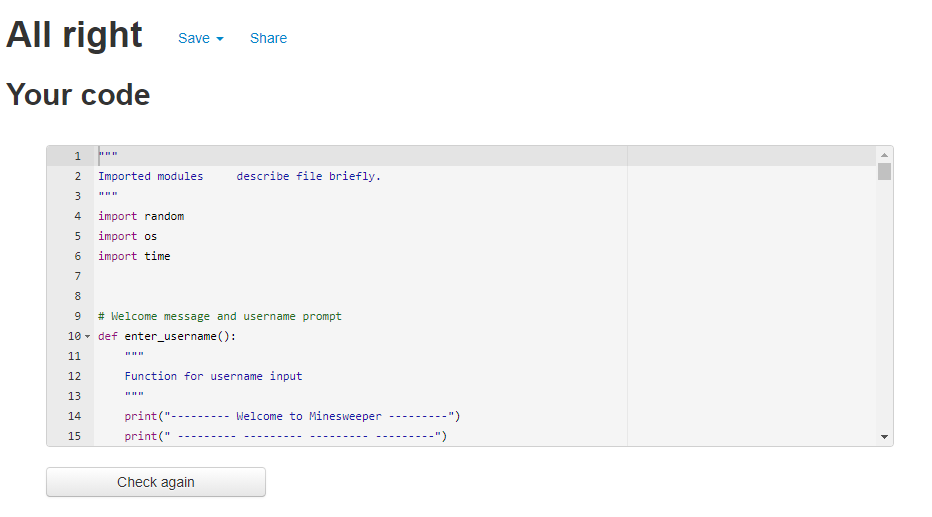 All right Save Share
Your code
1 """
2 Imported modules     describe file briefly.
3 """
4 import random
5 import os
6 import time
7
8
9 # Welcome message and username prompt
10 def enter_username():
11     """
12     Function for username input
13     """
14     print("--------- Welcome to Minesweeper ---------")
15     print(" --------- --------- --------- ---------")
Check again